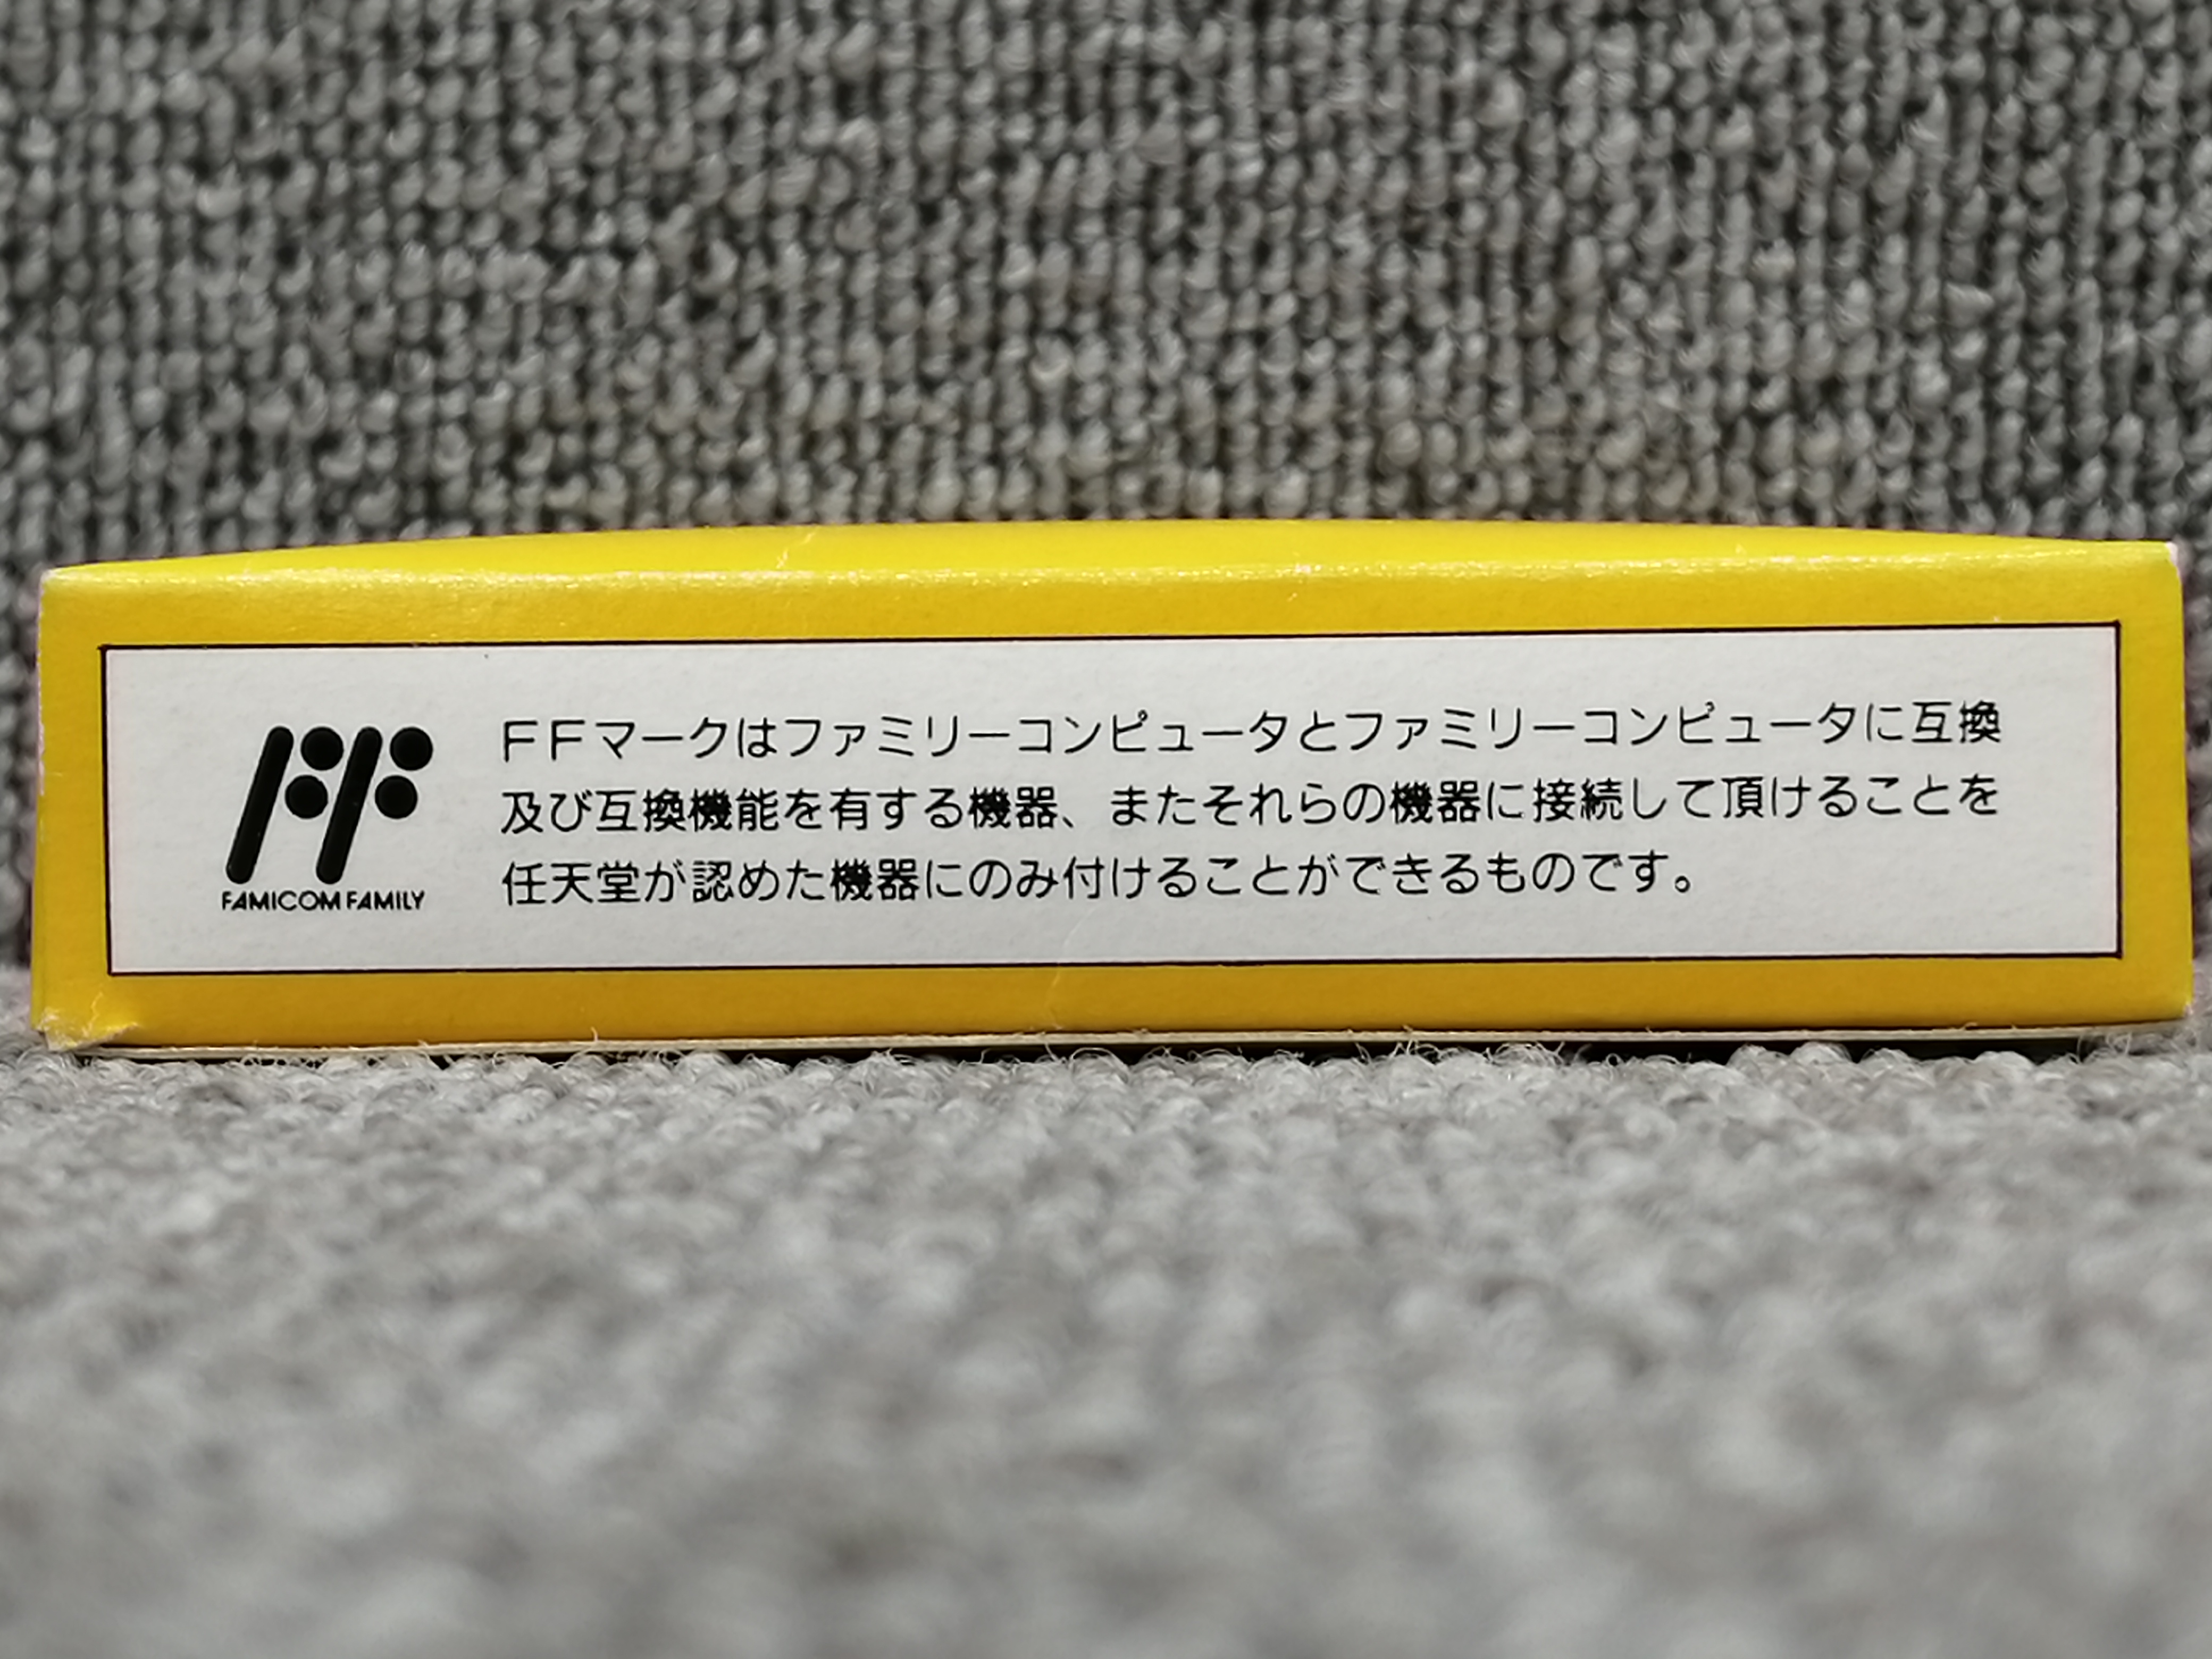 FFマークはファミリーコンピュータとファミリーコンピュータに互換
及び互換機能を有する機器、またそれらの機器に接続して頂けることを
任天堂が認めた機器にのみ付けることができるものです。
FAMICOM FAMILY